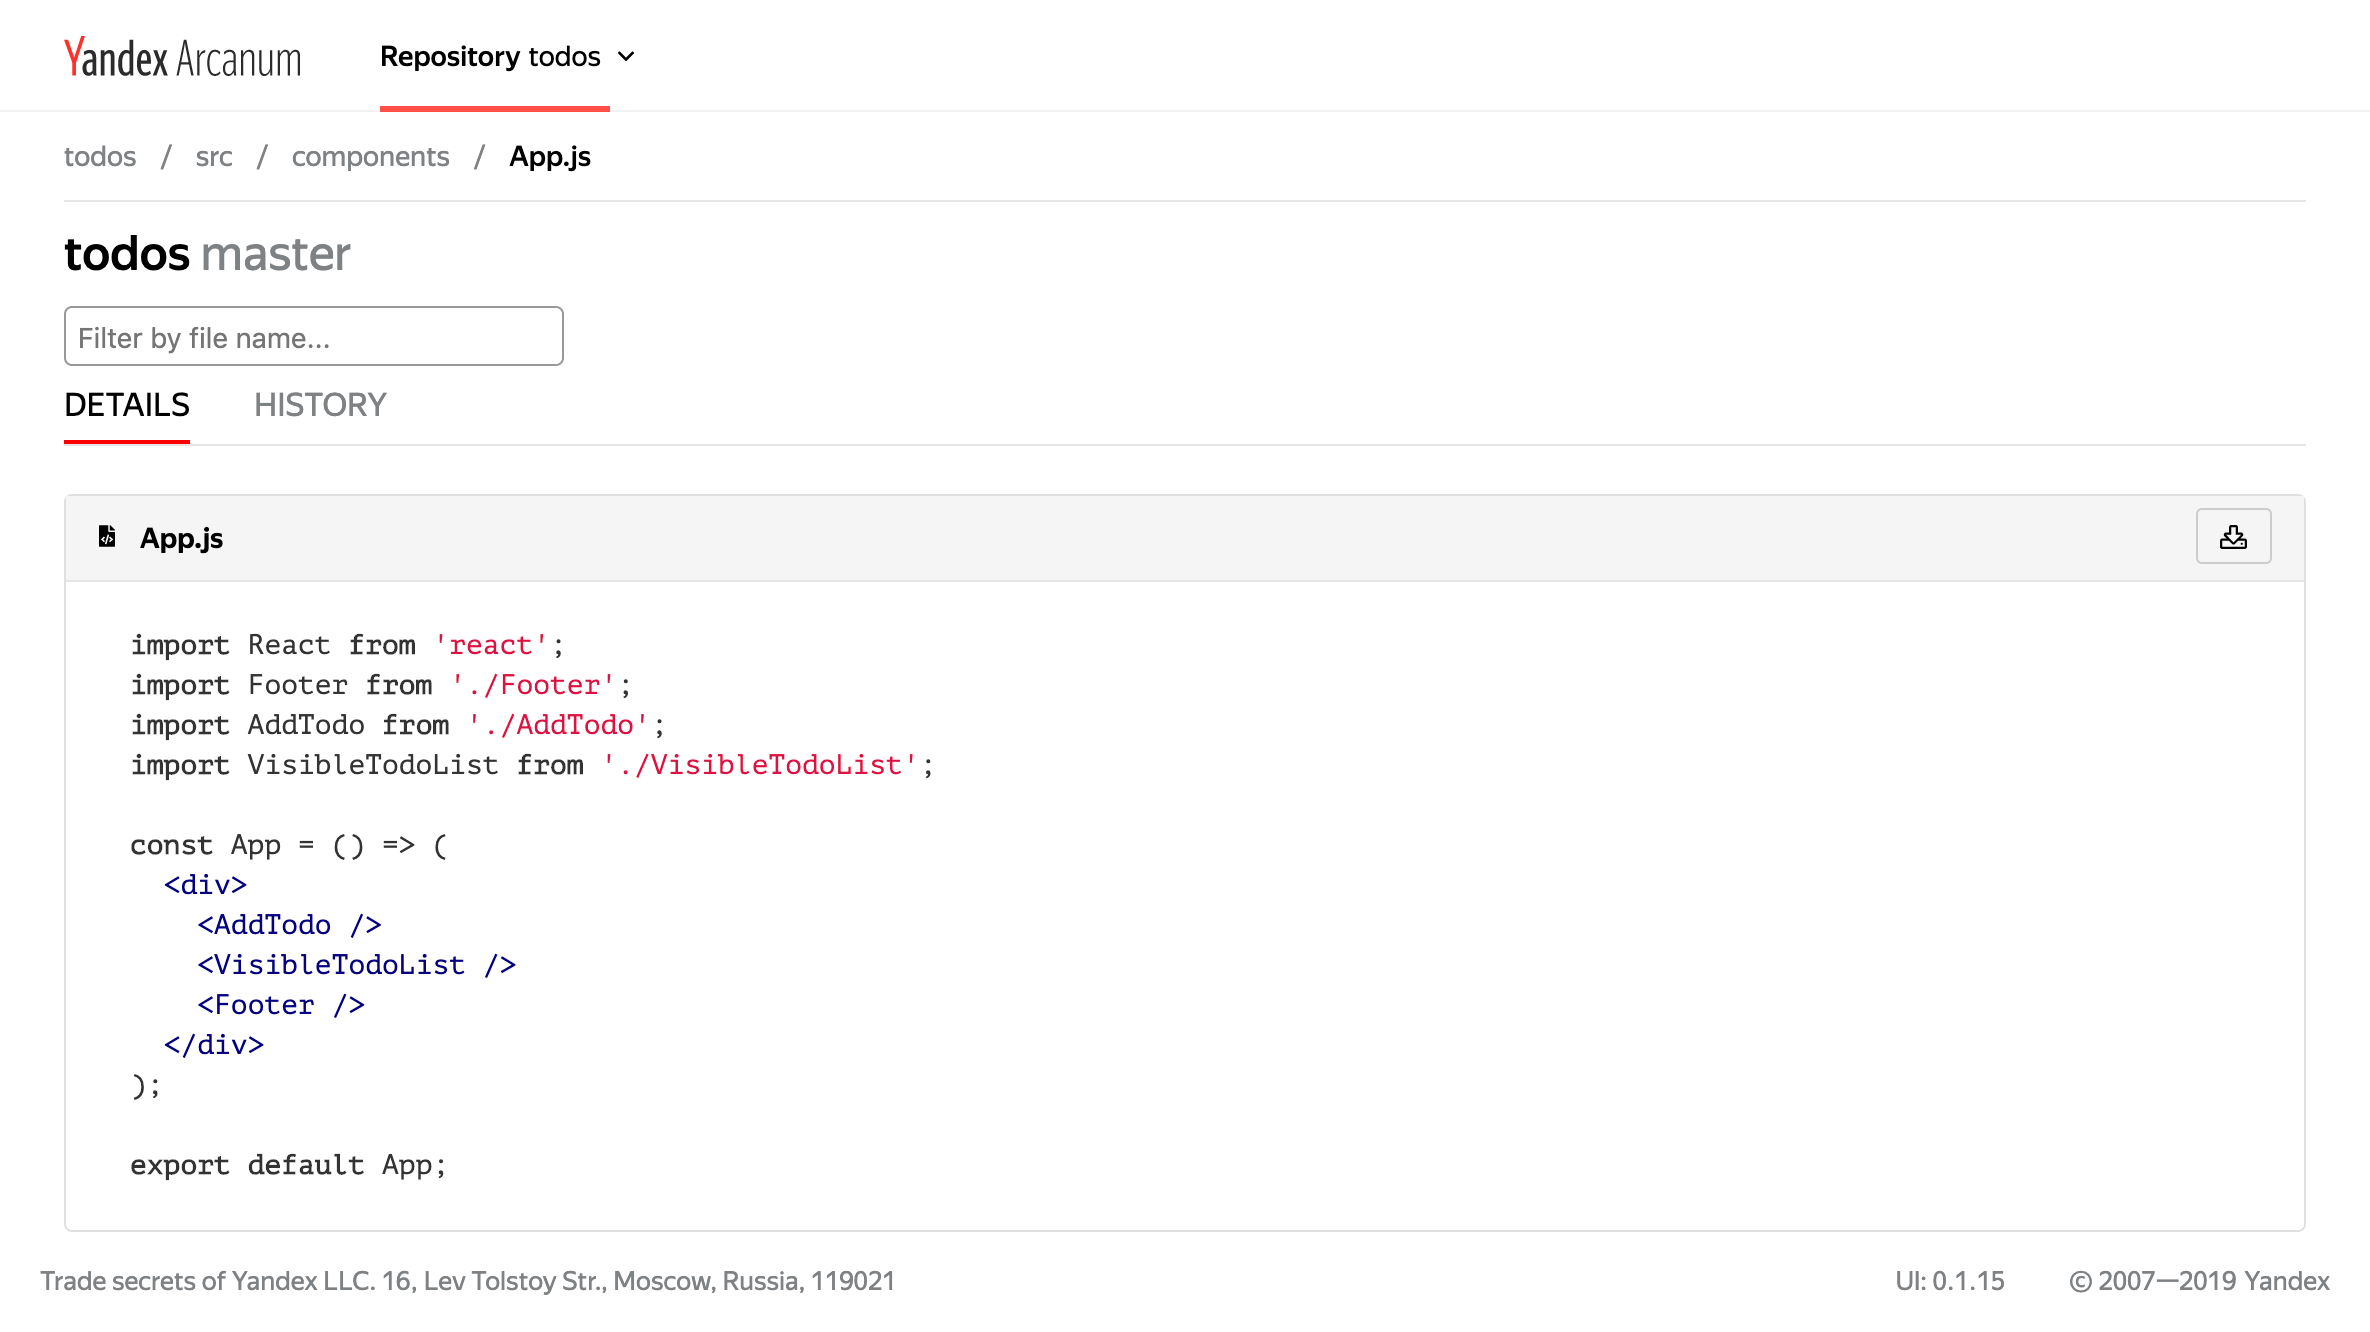 Yandex Arcanum
Repository todos
todos / src / components / App.js
todos master
Filter by file name...
DETAILS HISTORY
App.js
import React from 'react';
import Footer from './Footer';
import AddTodo from './AddTodo';
import VisibleTodoList from './VisibleTodoList';
const App = () => (
  <div>
    <AddTodo />
    <VisibleTodoList />
    <Footer />
  </div>
);
export default App;
Trade secrets of Yandex LLC. 16, Lev Tolstoy Str., Moscow, Russia, 119021
UI: 0.1.15 © 2007—2019 Yandex